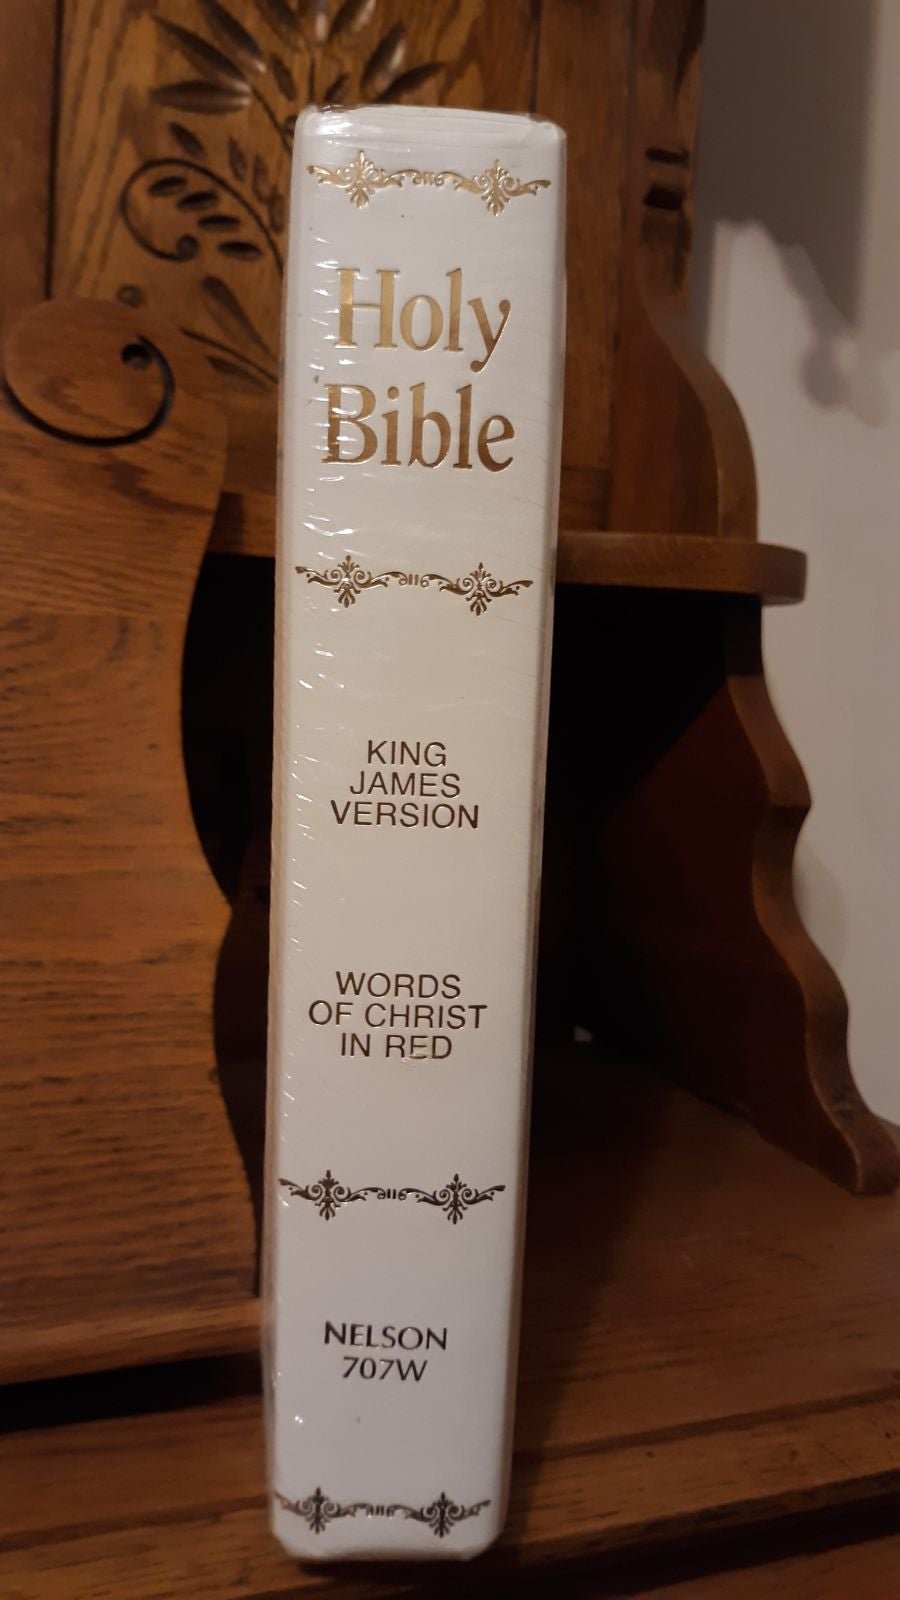 Holy
Bible
KING
JAMES
VERSION
WORDS
OF CHRIST
IN RED
NELSON
707W